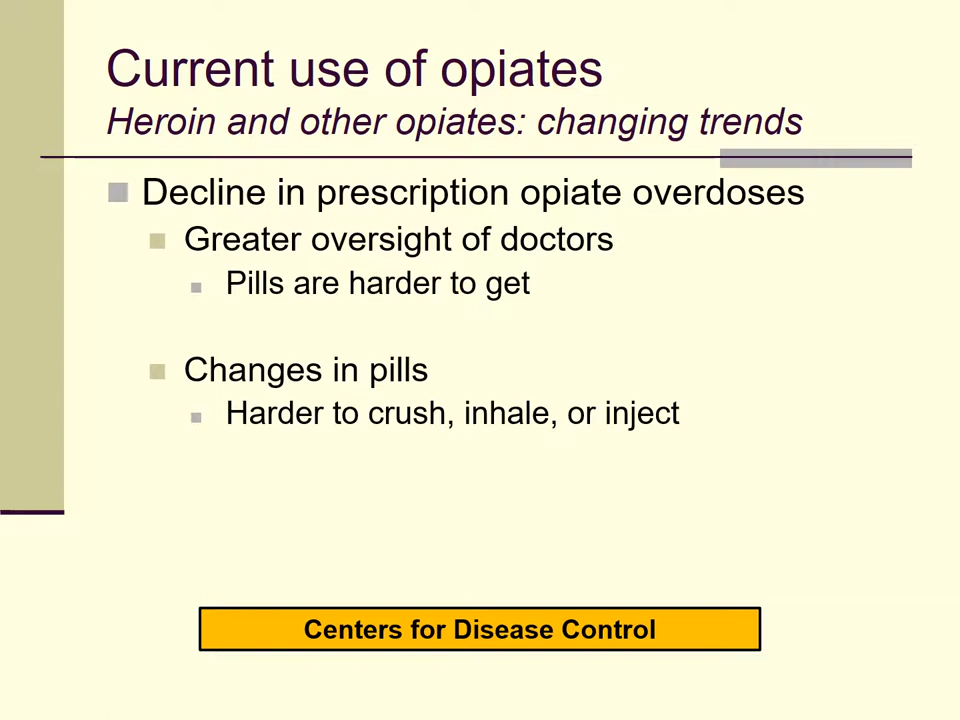 Current use of opiates
Heroin and other opiates: changing trends
Decline in prescription opiate overdoses
Greater oversight of doctors
Pills are harder to get
Changes in pills
Harder to crush, inhale, or inject
Centers for Disease Control